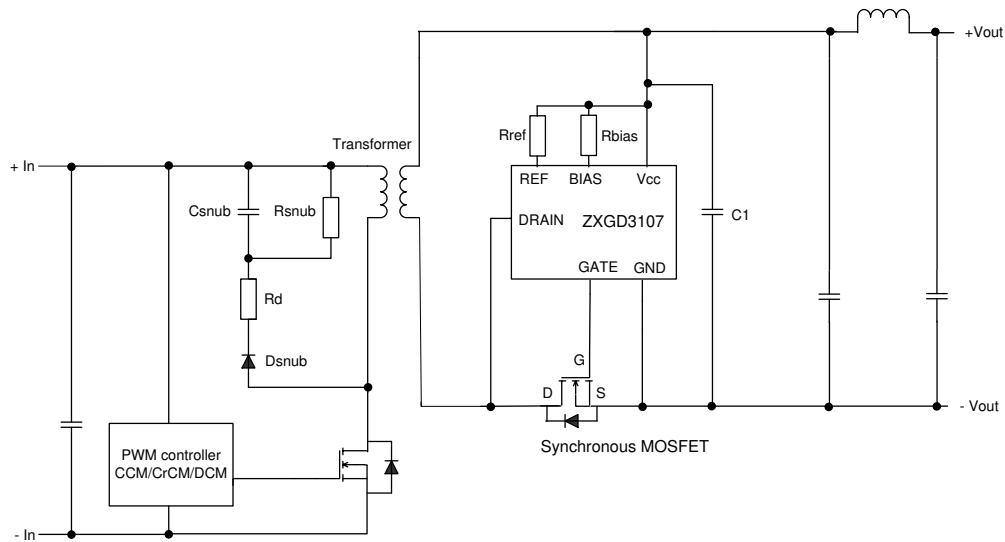 +Vout
Rref
Rbias
Transformer
+ In
REF BIAS Vcc
Csnub
Rsnub
DRAIN ZXGD3107
C1
GATE GND
Rd
Dsnub
G
D S
- Vout
Synchronous MOSFET
PWM controller
CCM/CrCM/DCM
- In